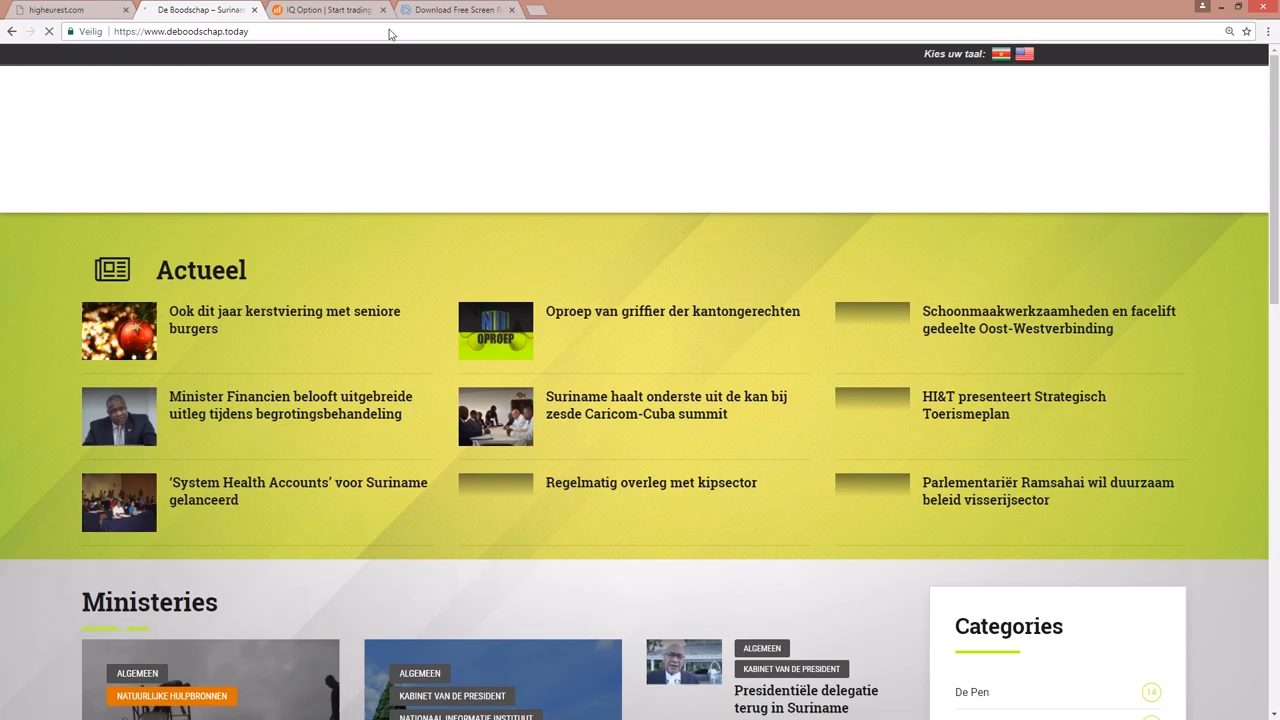 higheurest.com
De Boodschap – Surinam
IQ Option | Start trading
Download Free Screen R
Veilig
https://www.deboodschap.today
Kies uw taal:
Actueel
Ook dit jaar kerstviering met seniore
burgers
OPROEP
Oproep van griffier der kantongerechten
Schoonmaakwerkzaamheden en facelift
gedeelte Oost-Westverbinding
Minister Financien belooft uitgebreide
uitleg tijdens begrotingsbehandeling
Suriname haalt onderste uit de kan bij
zesde Caricom-Cuba summit
HI&T presenteert Strategisch
Toerismeplan
‘System Health Accounts’ voor Suriname
gelanceerd
Regelmatig overleg met kipsector
Parlementariër Ramsahai wil duurzaam
beleid visserijsector
Ministeries
ALGEMEEN
NATUURLIJKE HULPBRONNEN
ALGEMEEN
KABINET VAN DE PRESIDENT
NATIONAAL INFORMATIE INSTITUUT
ALGEMEEN
KABINET VAN DE PRESIDENT
Presidentiële delegatie
terug in Suriname
Categories
De Pen
14